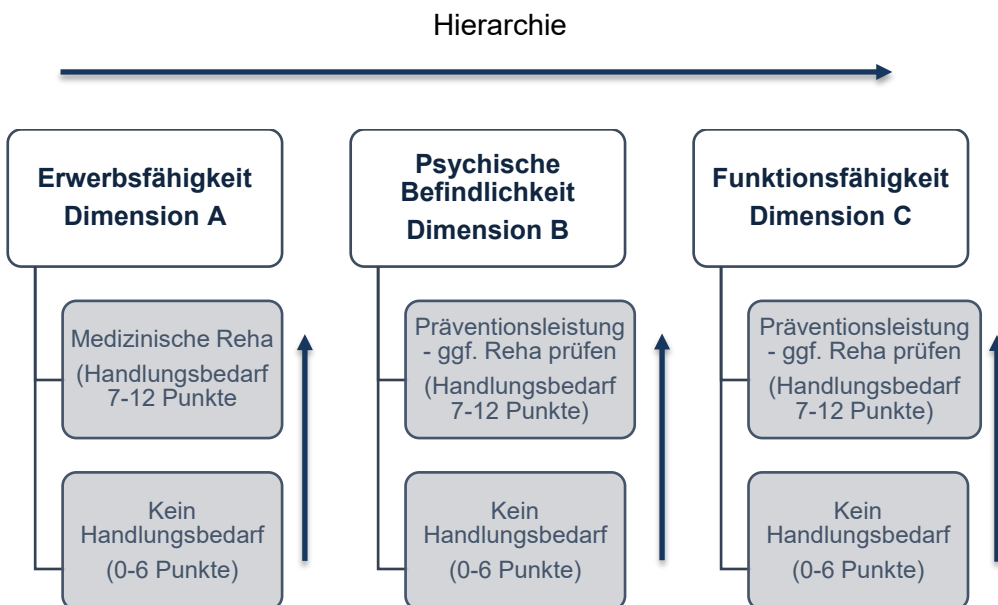 Hierarchie
Erwerbsfähigkeit
Dimension A
Medizinische Reha
(Handlungsbedarf
7-12 Punkte
Kein
Handlungsbedarf
(0-6 Punkte)
Psychische
Befindlichkeit
Dimension B
Präventionsleistung
- ggf. Reha prüfen
(Handlungsbedarf
7-12 Punkte)
Kein
Handlungsbedarf
(0-6 Punkte)
Funktionsfähigkeit
Dimension C
Präventionsleistung
- ggf. Reha prüfen
(Handlungsbedarf
7-12 Punkte)
Kein
Handlungsbedarf
(0-6 Punkte)